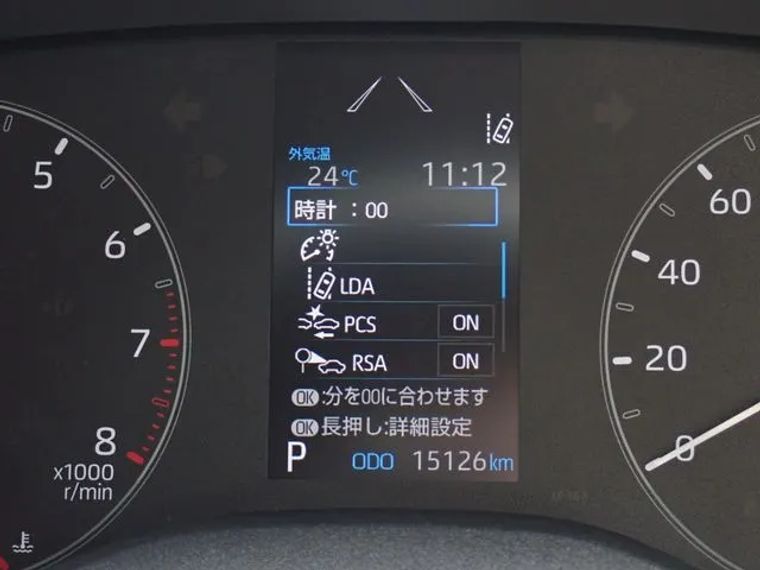 外気温
24°C 11:12
時計 :00
LDA
PCS ON
RSA ON
OK:分を00に合わせます
OK長押し:詳細設定
P ODO 15126km
5
6
7
8
x1000
r/min
60
40
20
0